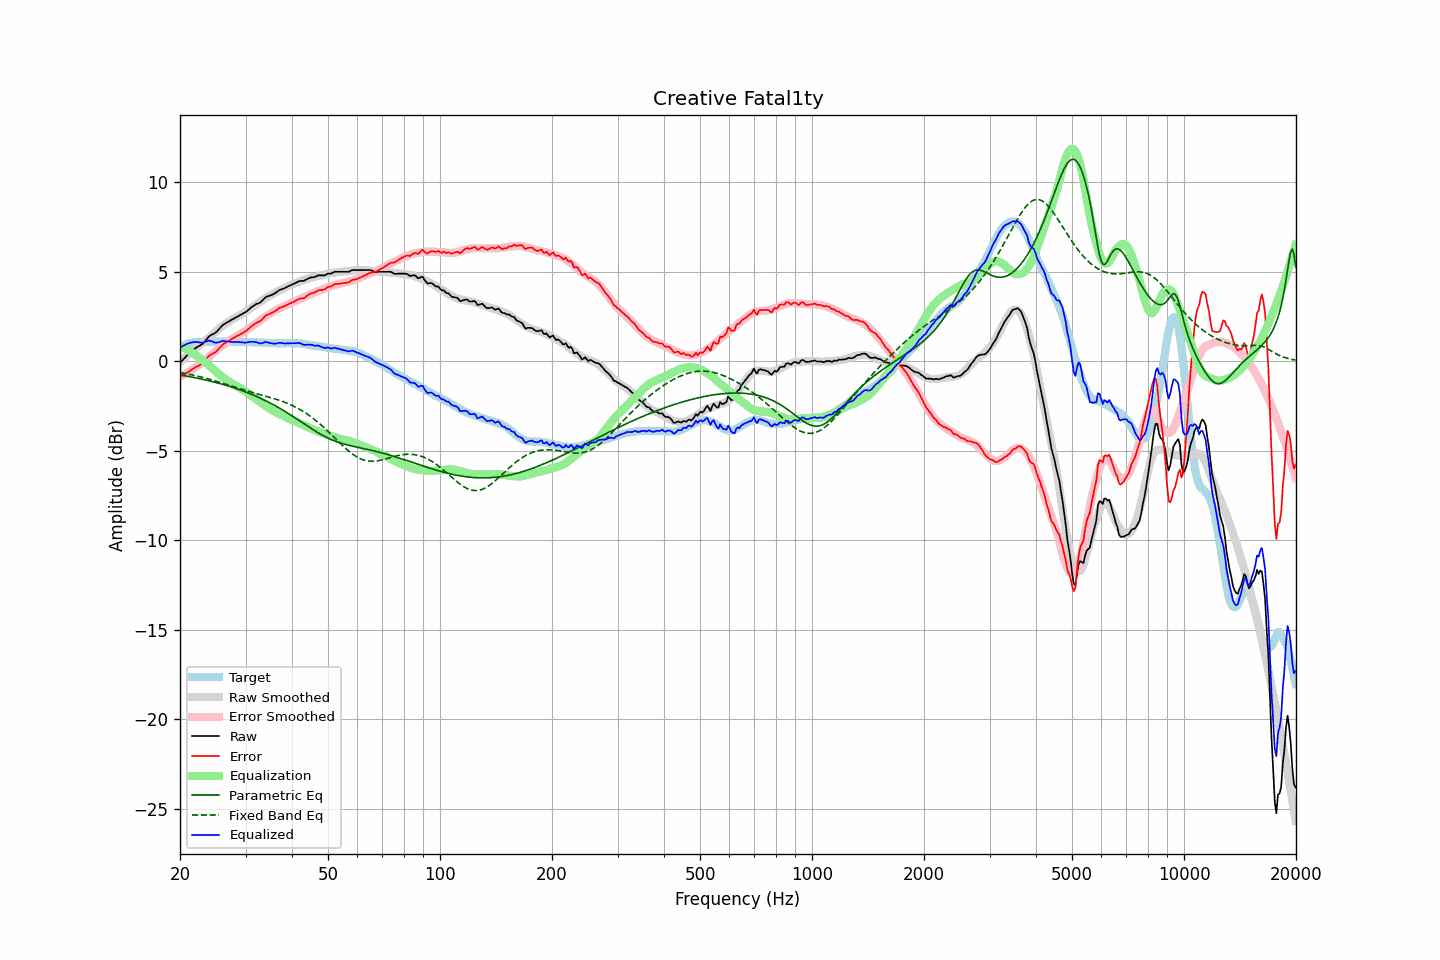 Creative Fatal1ty
Amplitude (dBr)
10
5
0
−5
−10
−15
−20
−25
Target
Raw Smoothed
Error Smoothed
Raw
Error
Equalization
Parametric Eq
Fixed Band Eq
Equalized
20 50 100 200 500 1000 2000 5000 10000 20000
Frequency (Hz)